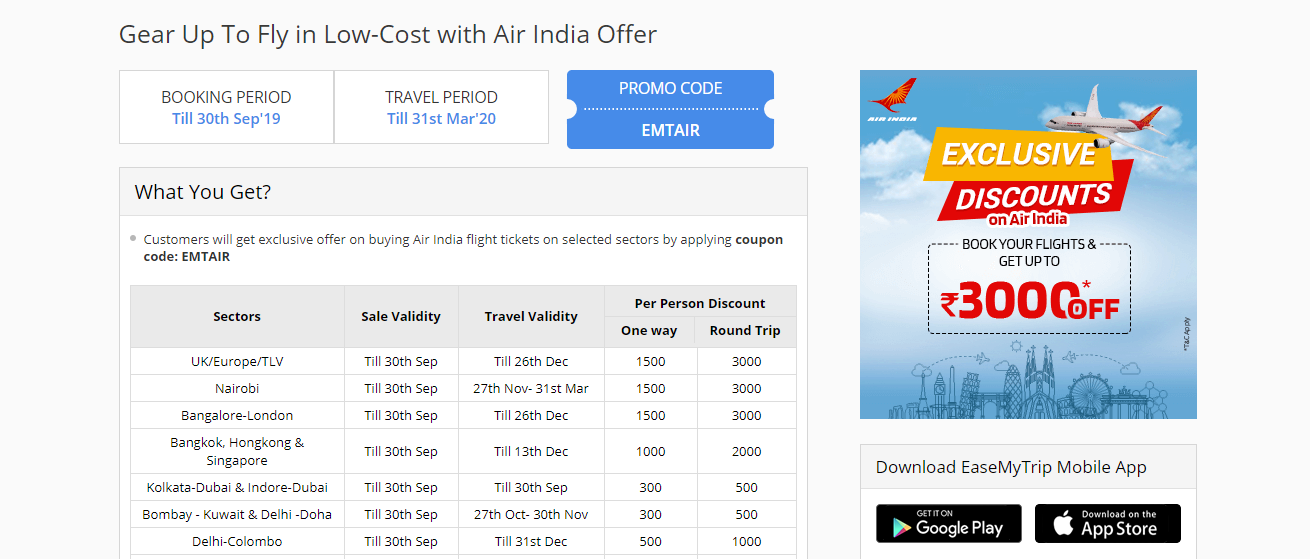 Gear Up To Fly in Low-Cost with Air India Offer
BOOKING PERIOD
Till 30th Sep'19
TRAVEL PERIOD
Till 31st Mar'20
PROMO CODE
EMTAIR
What You Get?
Customers will get exclusive offer on buying Air India flight tickets on selected sectors by applying coupon
code: EMTAIR
Sectors Sale Validity Travel Validity Per Person Discount
One way Round Trip
UK/Europe/TLV Till 30th Sep Till 26th Dec 1500 3000
Nairobi Till 30th Sep 27th Nov- 31st Mar 1500 3000
Bangalore-London Till 30th Sep Till 26th Dec 1500 3000
Bangkok, Hongkong &
Singapore Till 30th Sep Till 13th Dec 1000 2000
Kolkata-Dubai & Indore-Dubai Till 30th Sep Till 30th Sep 300 500
Bombay - Kuwait & Delhi -Doha Till 30th Sep 27th Oct- 30th Nov 300 500
Delhi-Colombo Till 30th Sep Till 31st Dec 500 1000
AIR INDIA
EXCLUSIVE
DISCOUNTS
on Air India
BOOK YOUR FLIGHTS &
GET UP TO
₹3000* OFF
*T&C Apply
Download EaseMyTrip Mobile App
GET IT ON
Google Play
Download on the
App Store